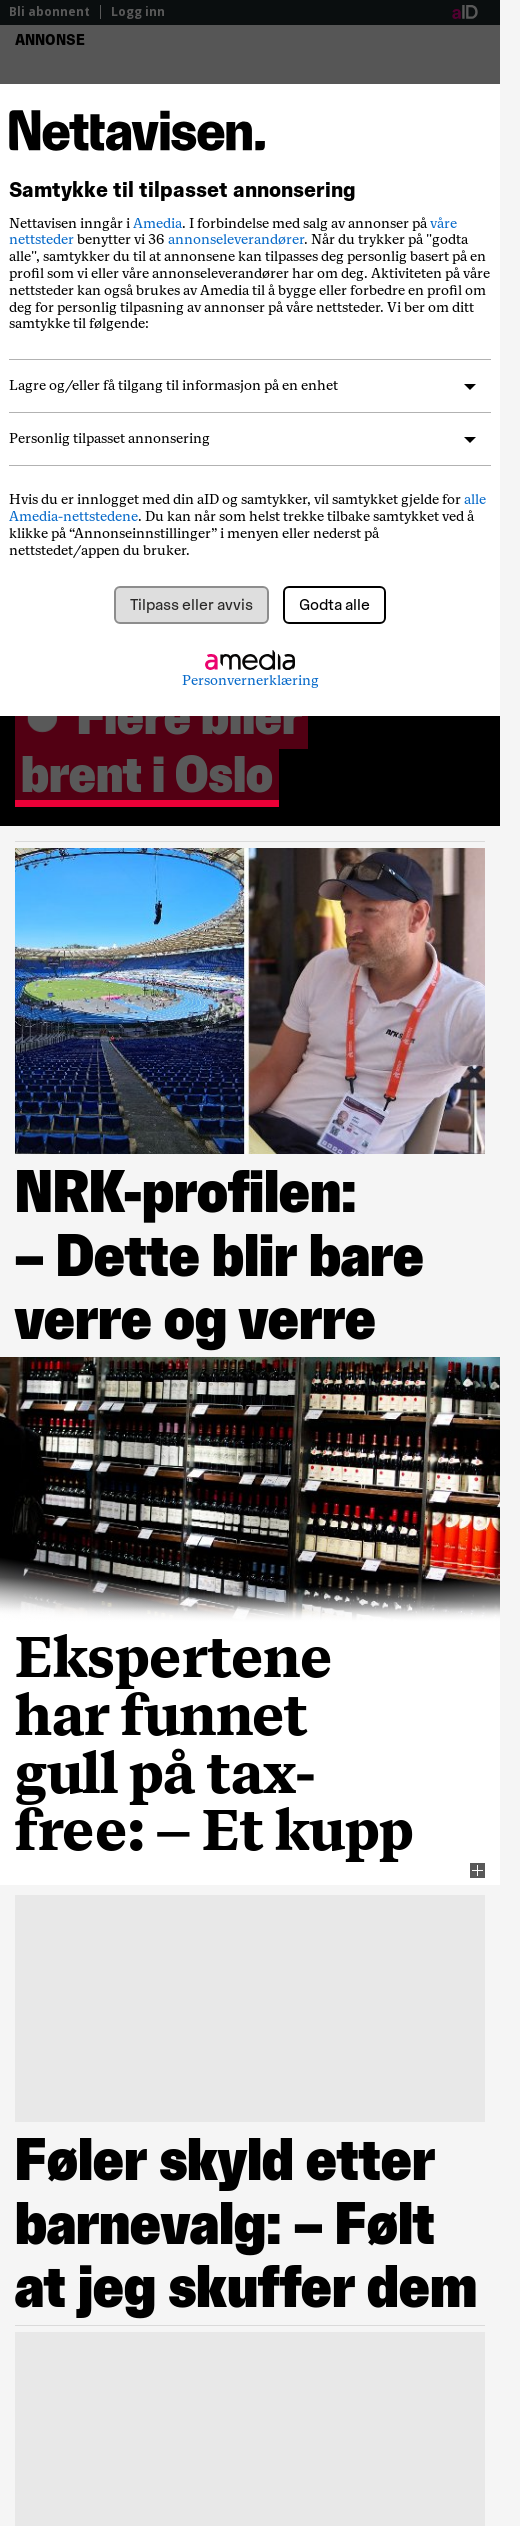 Bli abonnent | Logg inn
aID
ANNONSE
Nettavisen.
Samtykke til tilpasset annonsering
Nettavisen inngår i Amedia. I forbindelse med salg av annonser på våre
nettsteder benytter vi 36 annonseleverandører. Når du trykker på "godta
alle", samtykker du til at annonsene kan tilpasses deg personlig basert på en
profil som vi eller våre annonseleverandører har om deg. Aktiviteten på våre
nettsteder kan også brukes av Amedia til å bygge eller forbedre en profil om
deg for personlig tilpasning av annonser på våre nettsteder. Vi ber om ditt
samtykke til følgende:
Lagre og/eller få tilgang til informasjon på en enhet
Personlig tilpasset annonsering
Hvis du er innlogget med din aID og samtykker, vil samtykket gjelde for alle
Amedia-nettstedene. Du kan når som helst trekke tilbake samtykket ved å
klikke på “Annonseinnstillinger” i menyen eller nederst på
nettstedet/appen du bruker.
Tilpass eller avvis
Godta alle
amedia
Personvernerklæring
Flere biler
brent i Oslo
NRK-profilen:
– Dette blir bare
verre og verre
Ekspertene
har funnet
gull på tax-
free: – Et kupp
Føler skyld etter
barnevalg: – Følt
at jeg skuffer dem